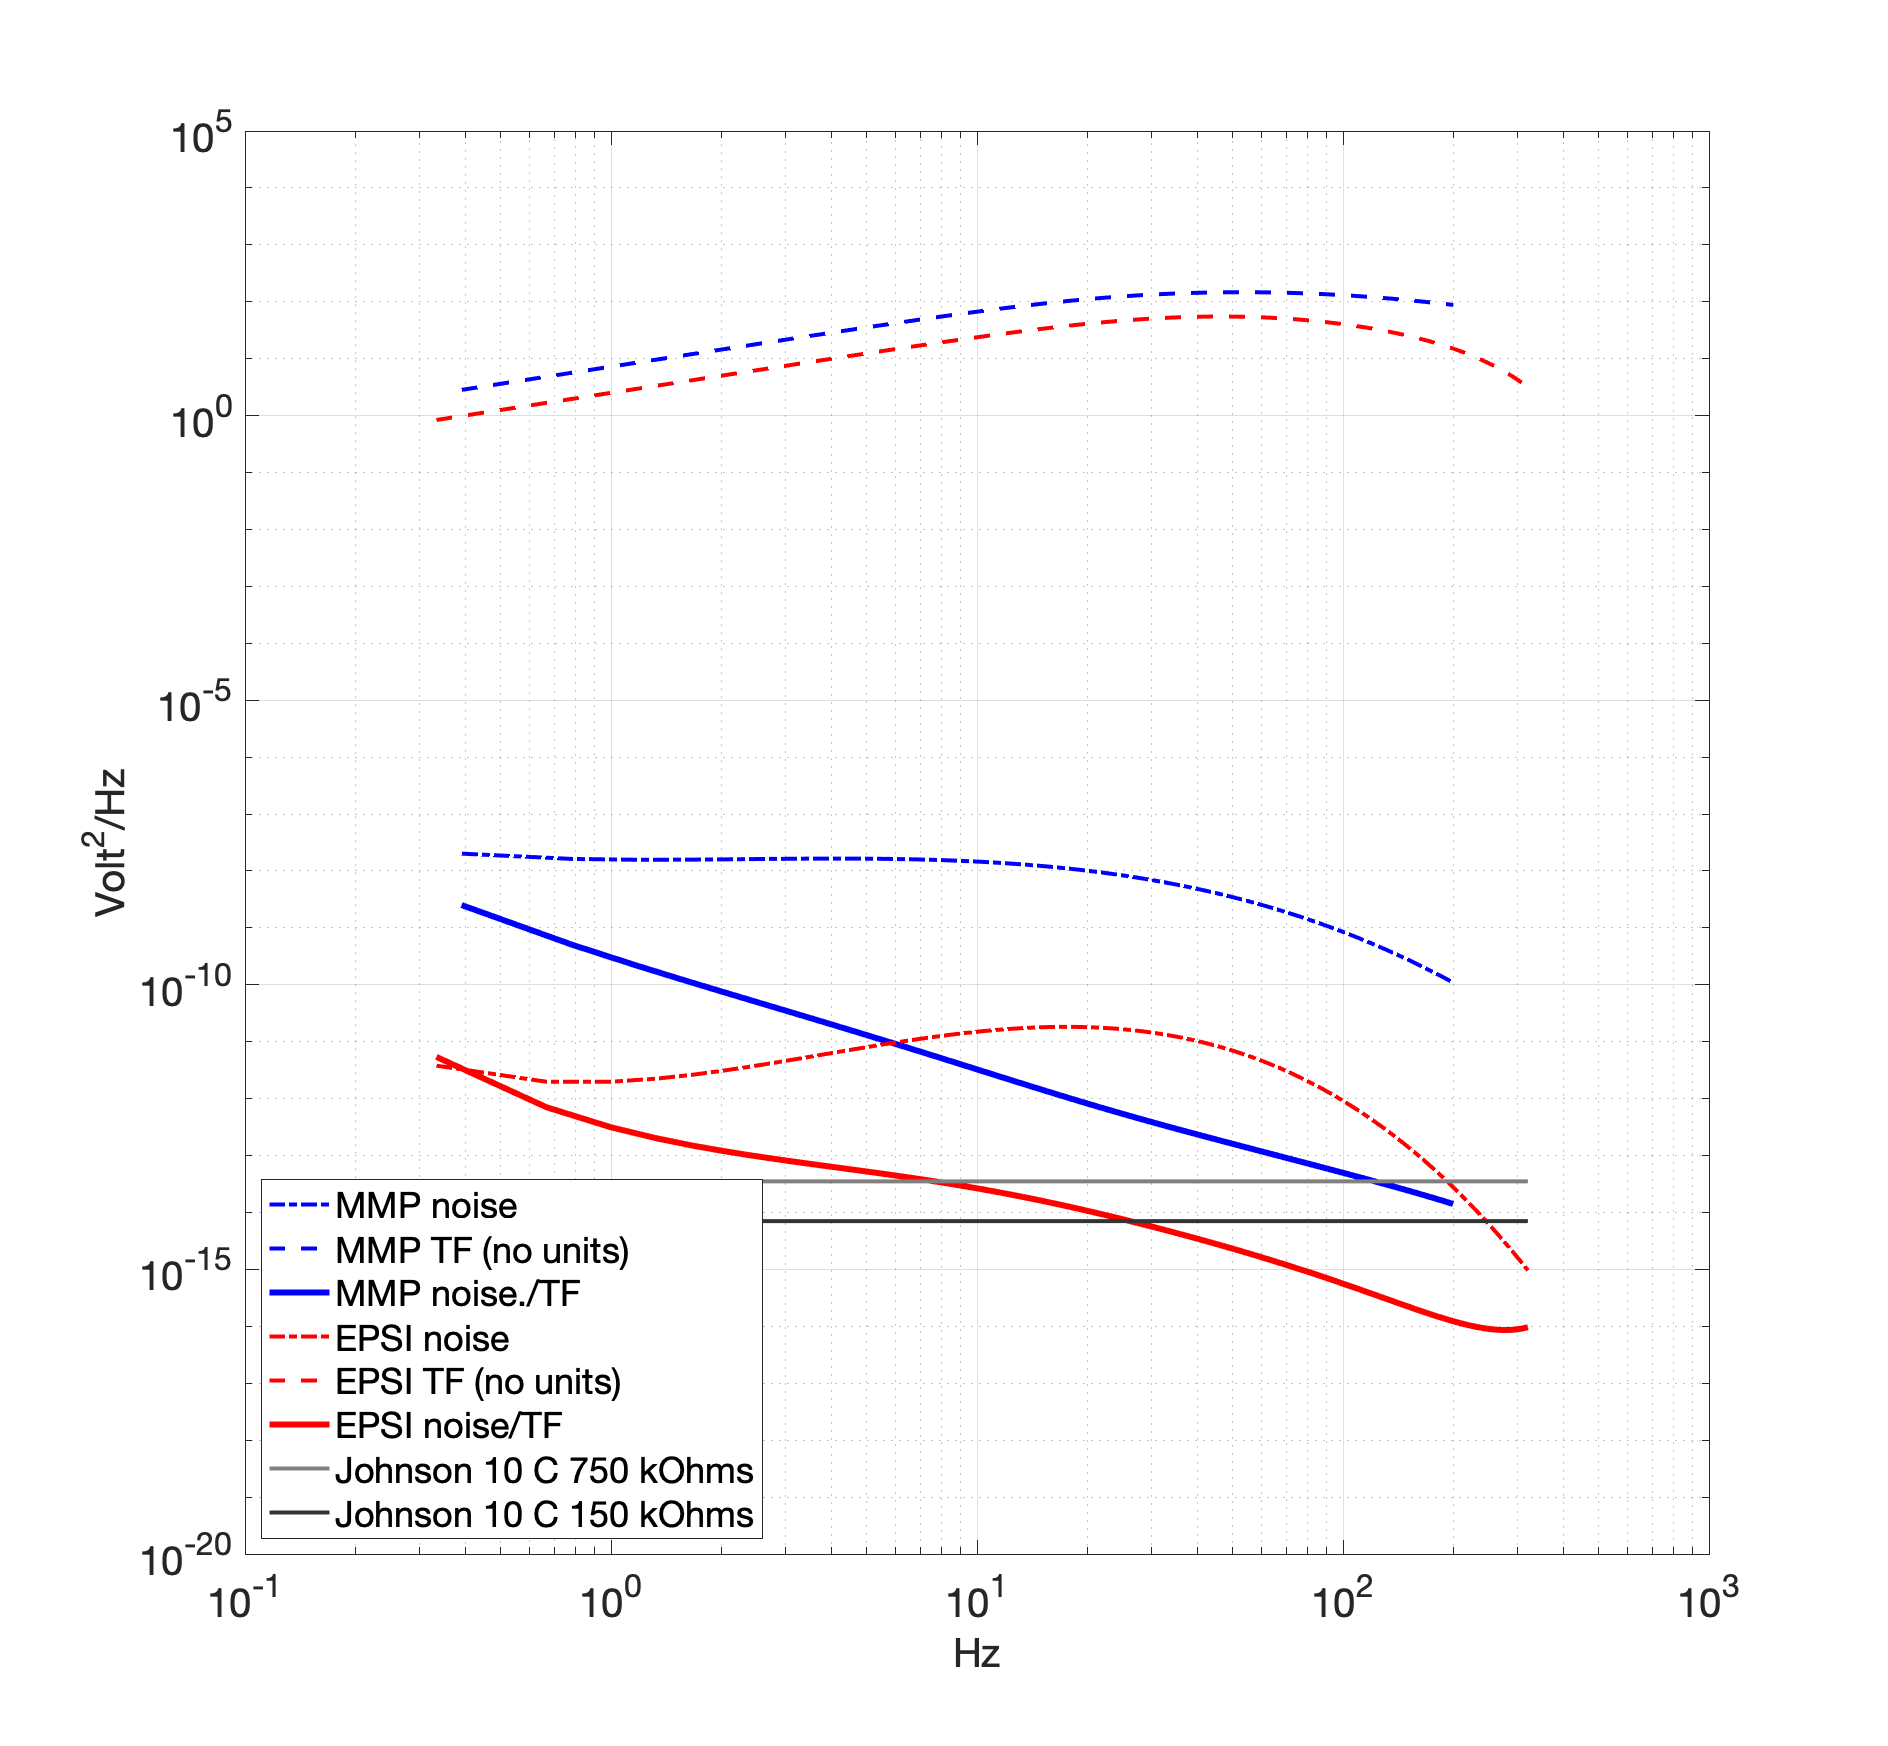 10^5
10^0
10^-5
10^-10
10^-15
10^-20
Volt^2/Hz
MMP noise
MMP TF (no units)
MMP noise./TF
EPSI noise
EPSI TF (no units)
EPSI noise/TF
Johnson 10 C 750 kOhms
Johnson 10 C 150 kOhms
10^-1 10^0 10^1 10^2 10^3
Hz